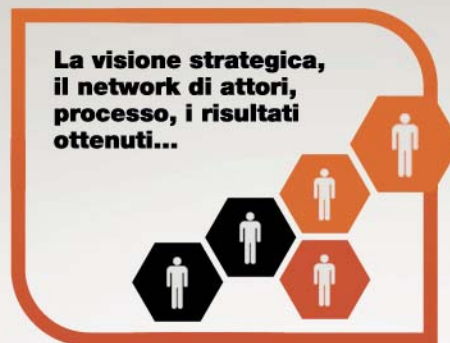 La visione strategica,
il network di attori,
processo, i risultati
ottenuti...